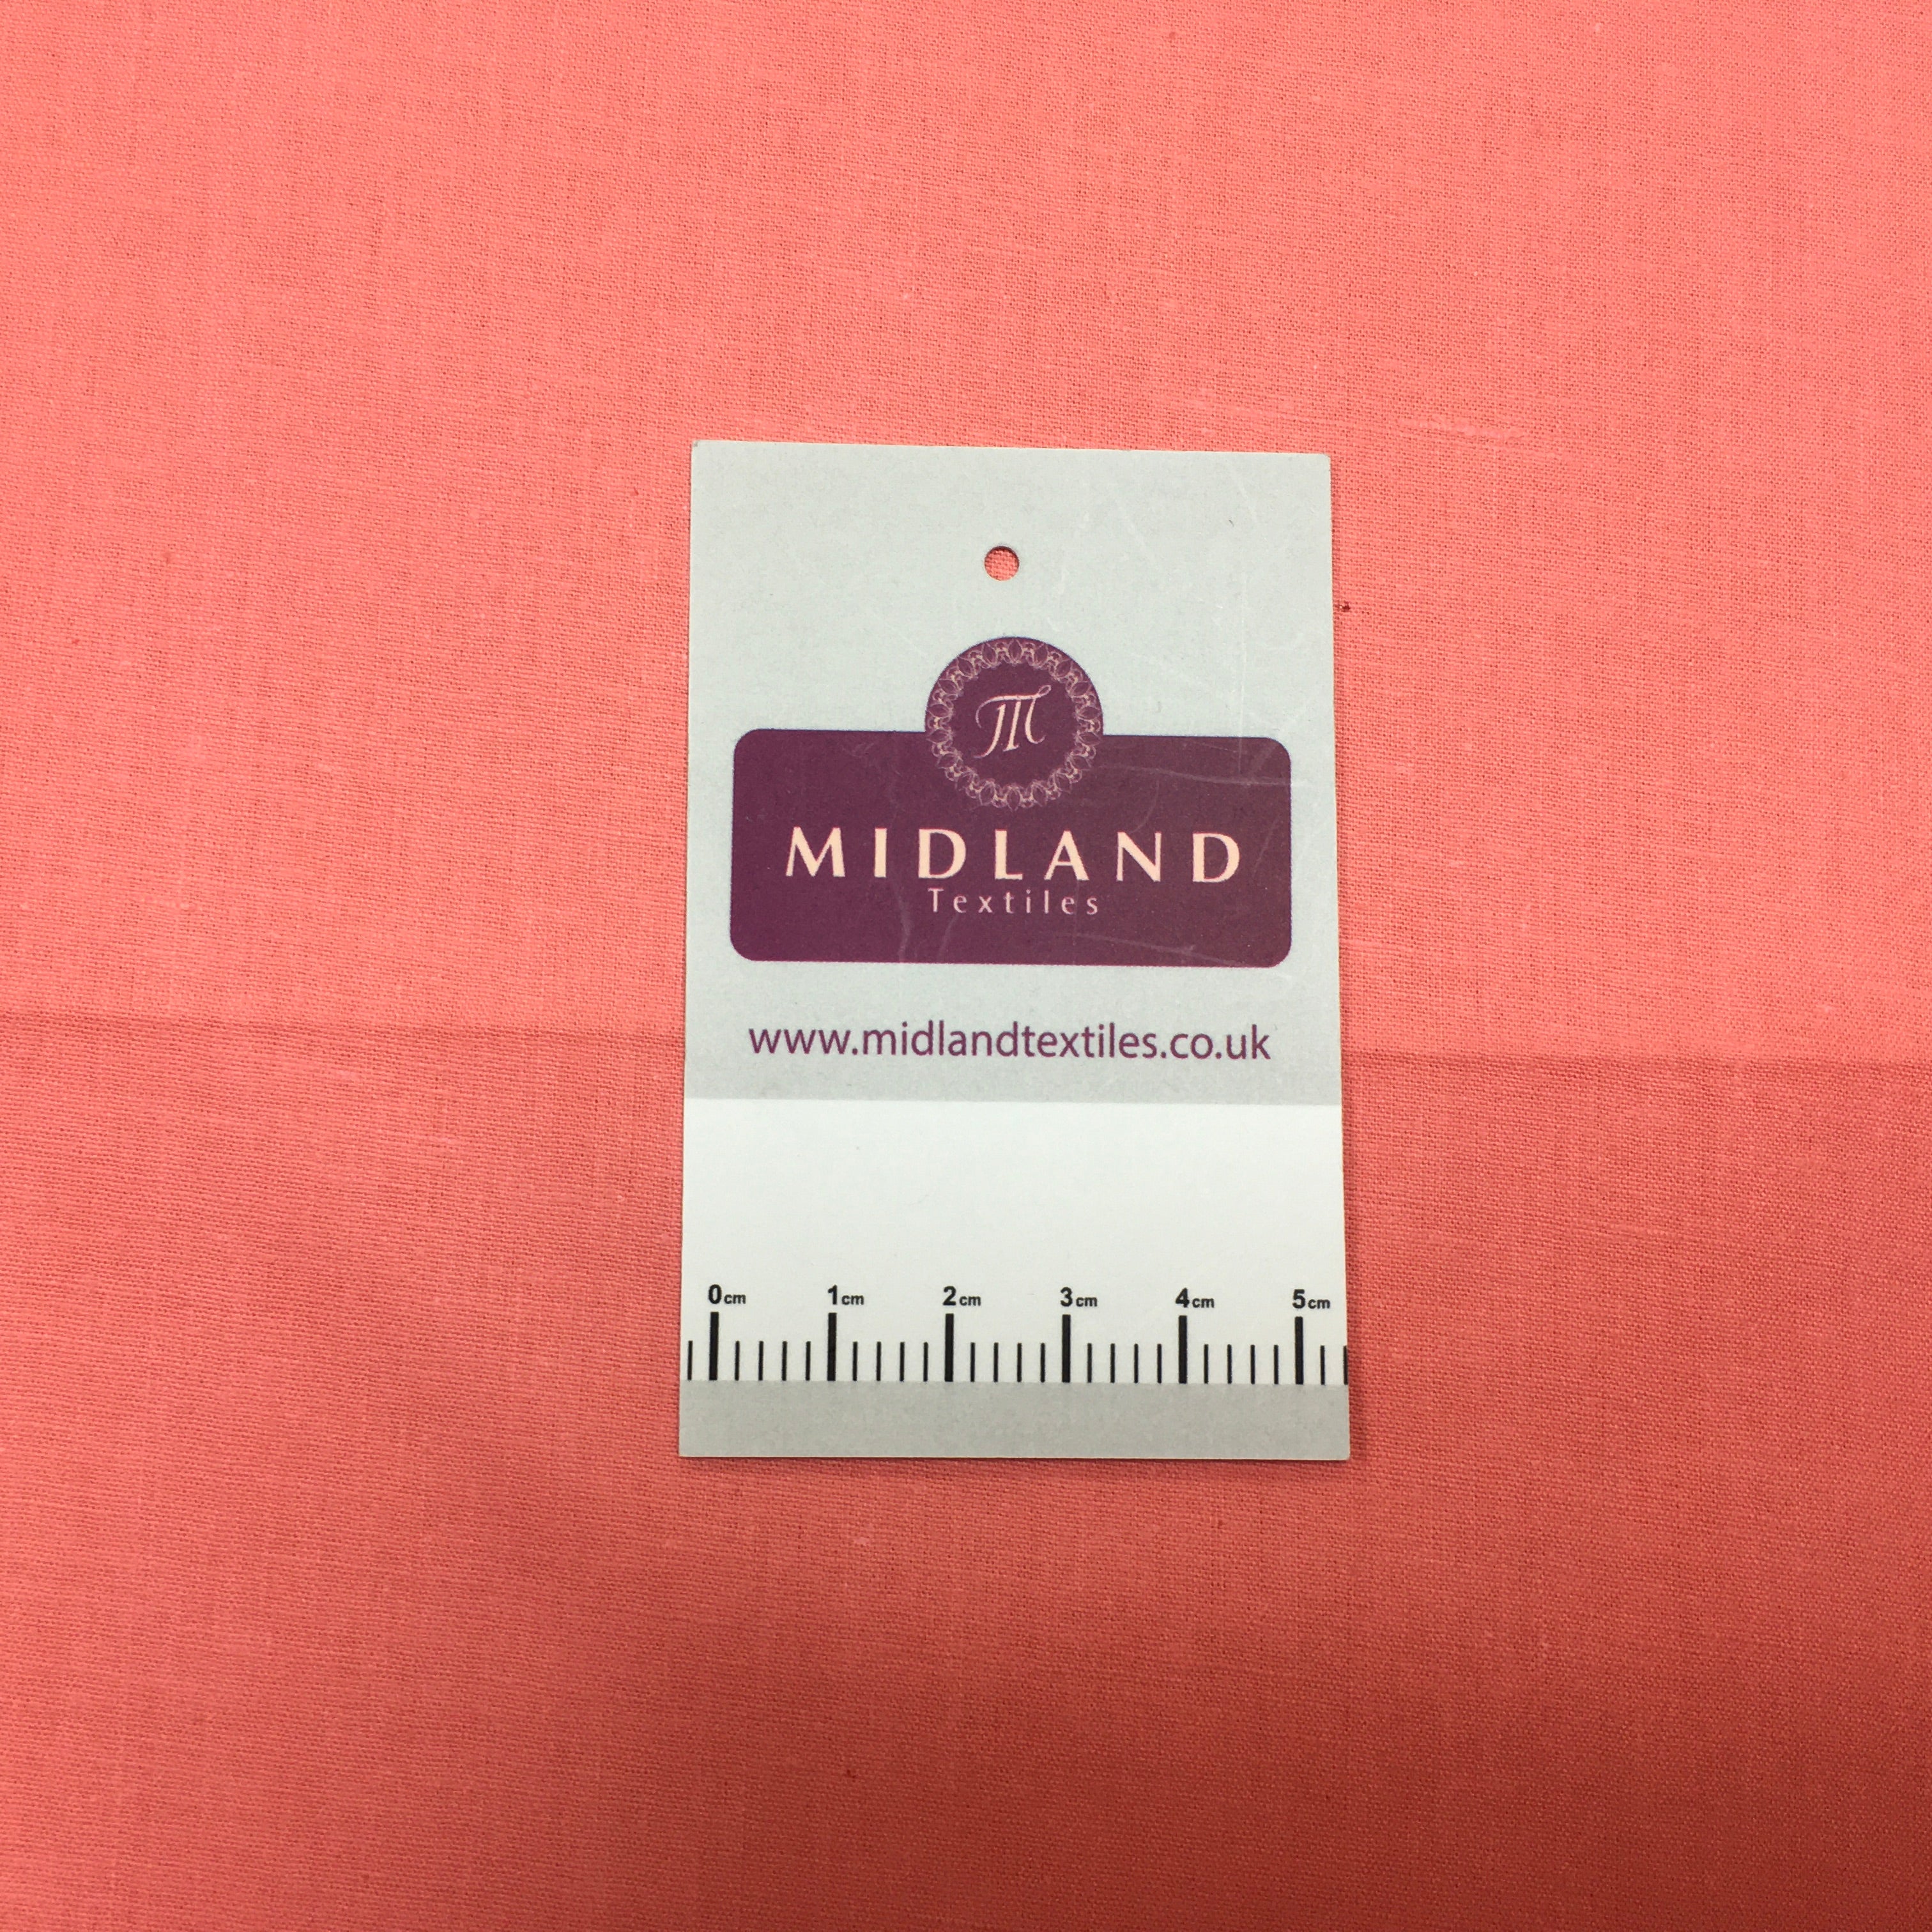 M
MIDLAND
Textiles
www.midlandtextiles.co.uk
0cm 1cm 2cm 3cm 4cm 5cm